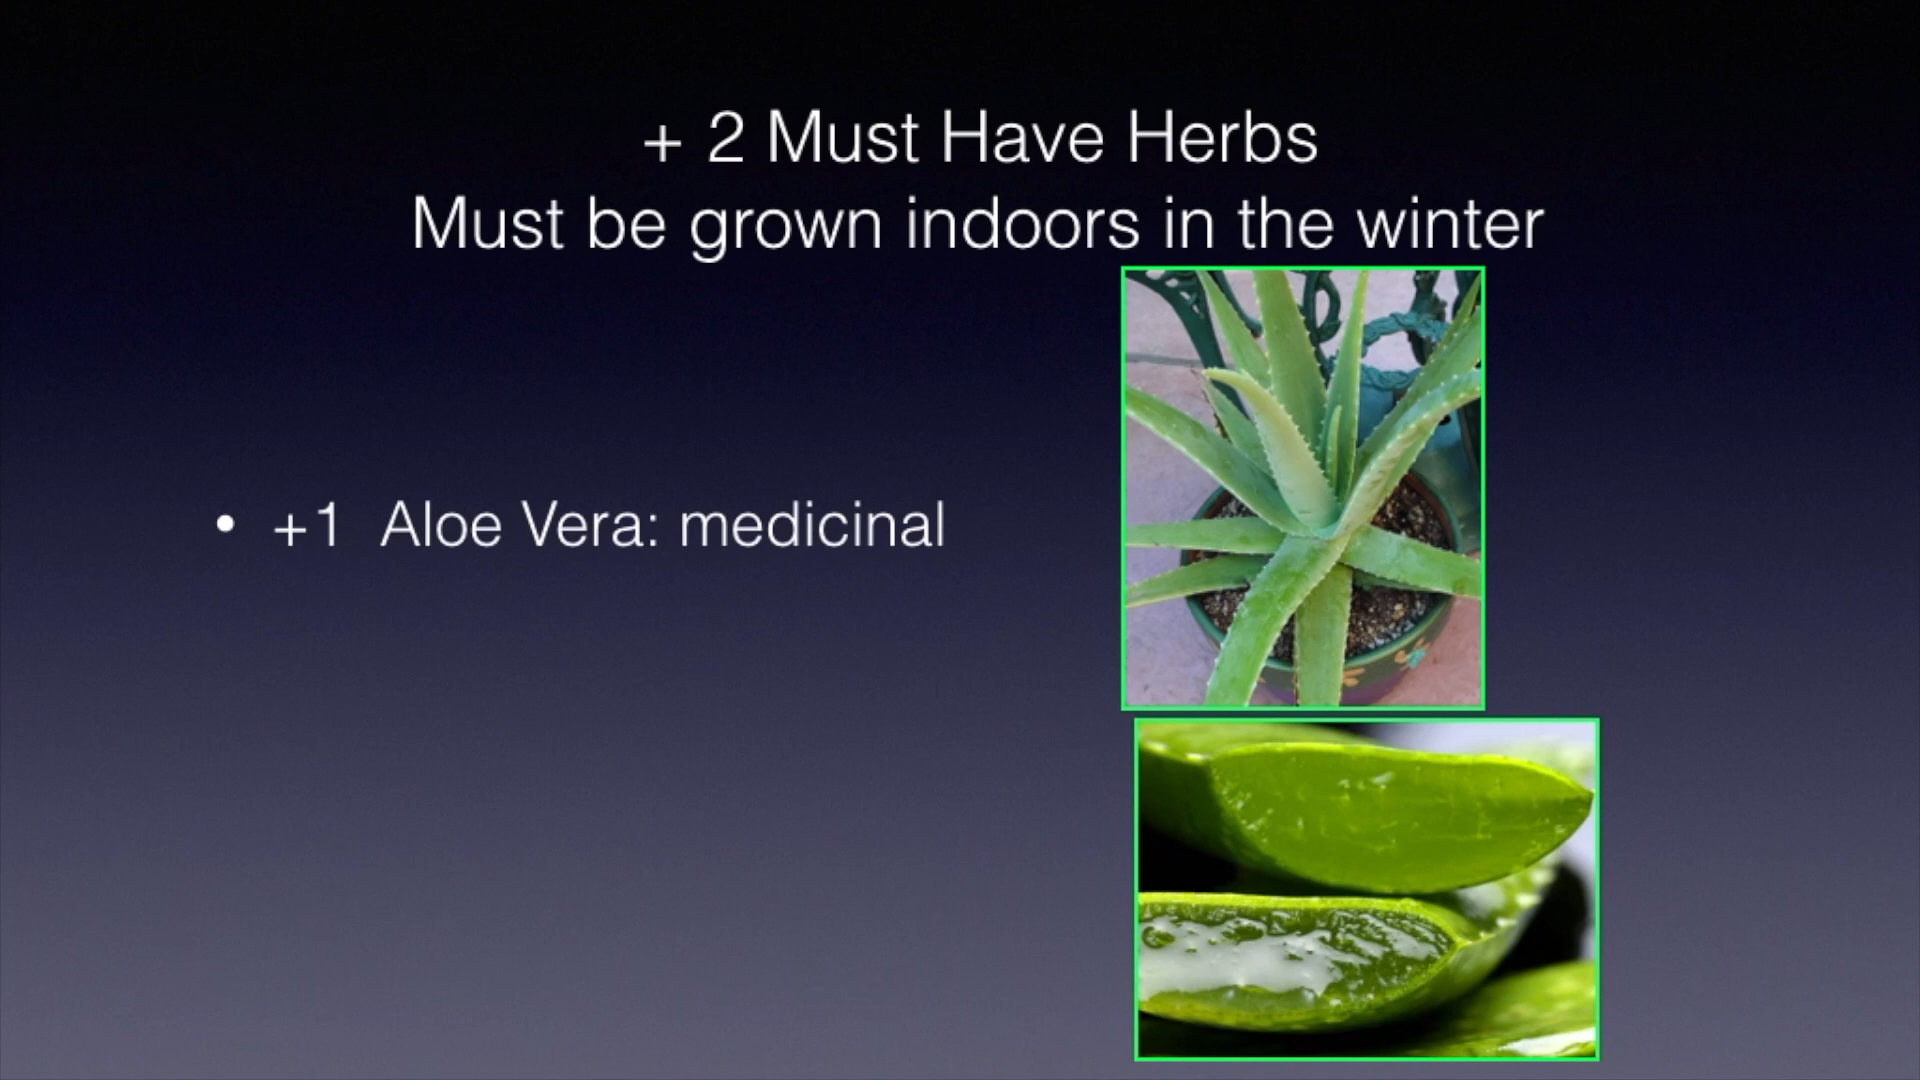 + 2 Must Have Herbs
Must be grown indoors in the winter
• +1 Aloe Vera: medicinal